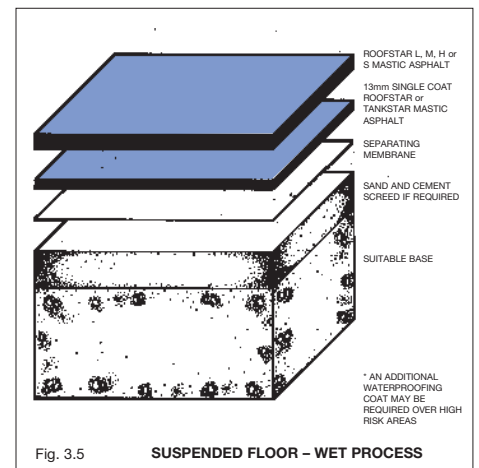 ROOFSTAR L, M, H or
S MASTIC ASPHALT
13mm SINGLE COAT
ROOFSTAR or
TANKSTAR MASTIC
ASPHALT
SEPARATING
MEMBRANE
SAND AND CEMENT
SCREED IF REQUIRED
SUITABLE BASE
* AN ADDITIONAL
WATERPROOFING
COAT MAY BE
REQUIRED OVER HIGH
RISK AREAS
Fig. 3.5 SUSPENDED FLOOR – WET PROCESS